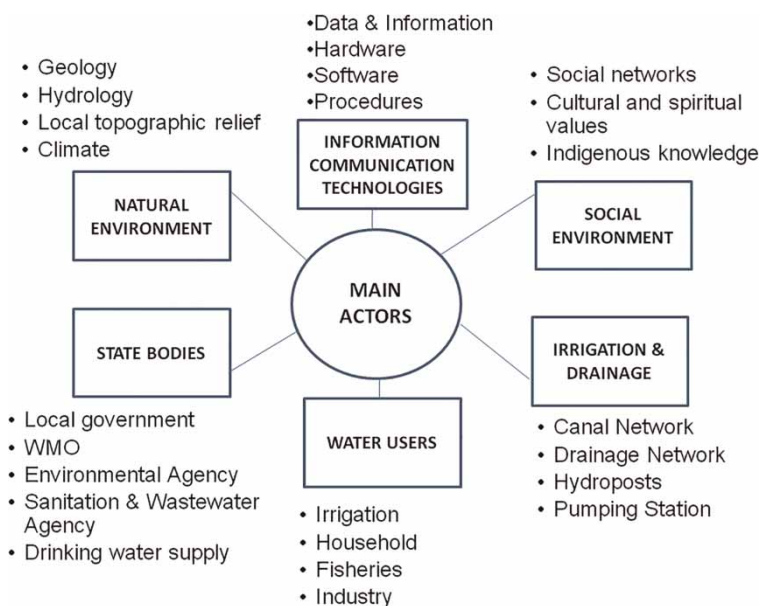 •Data & Information
•Hardware
•Software
•Procedures
INFORMATION
COMMUNICATION
TECHNOLOGIES
• Geology
• Hydrology
• Local topographic relief
• Climate
NATURAL
ENVIRONMENT
• Social networks
• Cultural and spiritual
values
• Indigenous knowledge
SOCIAL
ENVIRONMENT
MAIN
ACTORS
STATE BODIES
• Local government
• WMO
• Environmental Agency
• Sanitation & Wastewater
Agency
• Drinking water supply
WATER USERS
• Irrigation
• Household
• Fisheries
• Industry
IRRIGATION &
DRAINAGE
• Canal Network
• Drainage Network
• Hydroposts
• Pumping Station